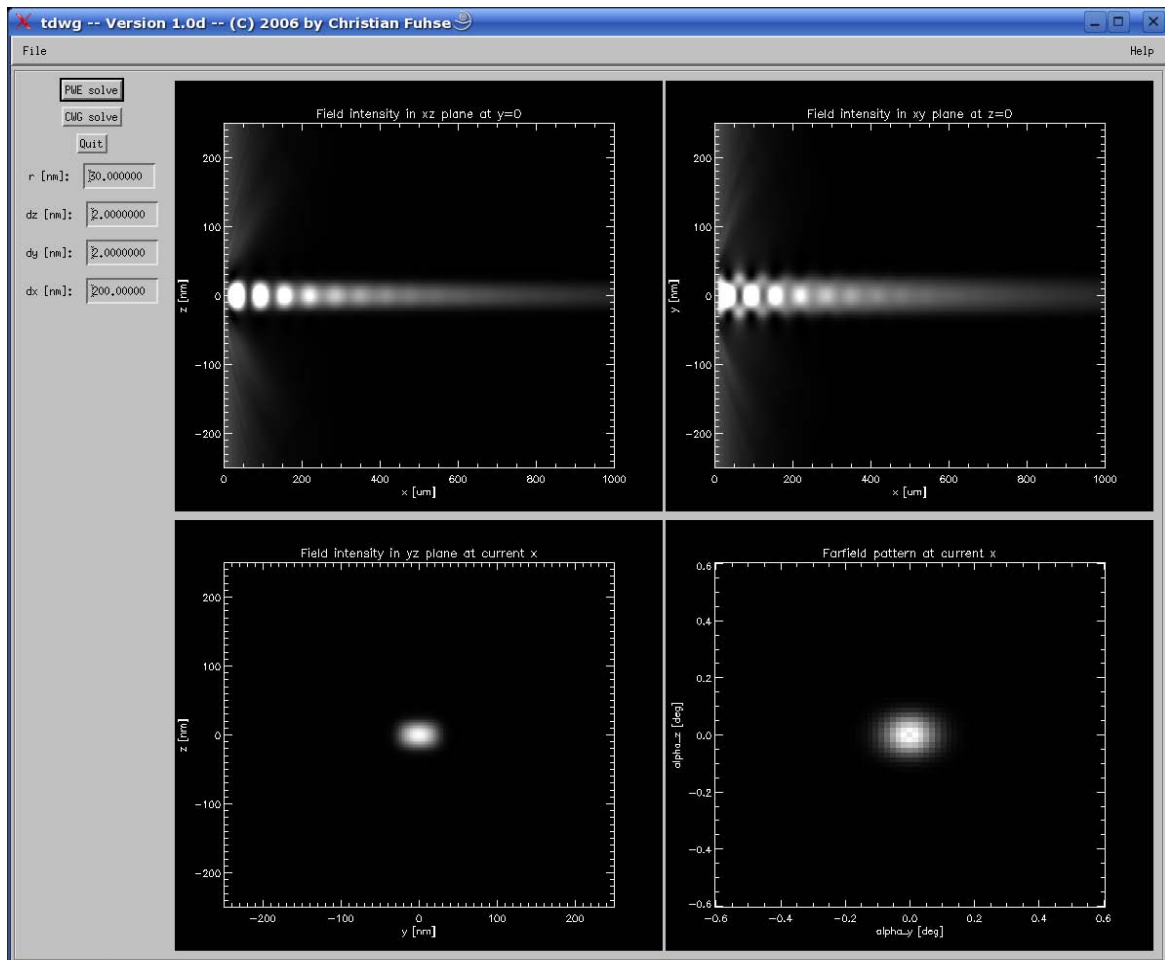 tdwg -- Version 1.0d -- (C) 2006 by Christian Fuhse
File
Help
PWE solve
CWG solve
Quit
r [nm]: 30.000000
dz [nm]: 2.0000000
dy [nm]: 2.0000000
dx [nm]: 200.00000
Field intensity in xz plane at y=0
200
100
0
-100
-200
z [nm]
0 200 400 600 800 1000
x [um]
Field intensity in xy plane at z=0
200
100
0
-100
-200
y [nm]
0 200 400 600 800 1000
x [um]
Field intensity in yz plane at current x
200
100
0
-100
-200
z [nm]
-200 -100 0 100 200
y [nm]
Farfield pattern at current x
0.6
0.4
0.2
0.0
-0.2
-0.4
-0.6
alpha_z [deg]
-0.6 -0.4 -0.2 0.0 0.2 0.4 0.6
alpha_y [deg]